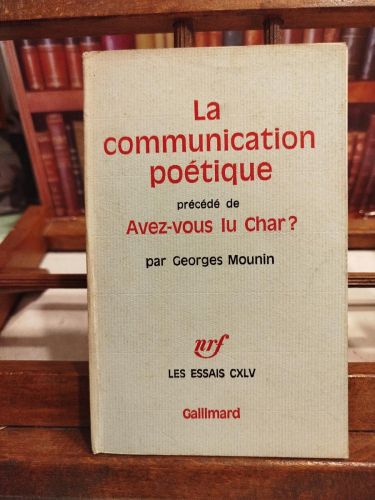 La
communication
poétique
précédé de
Avez-vous lu Char?
par Georges Mounin
nrf
LES ESSAIS CXLV
Gallimard